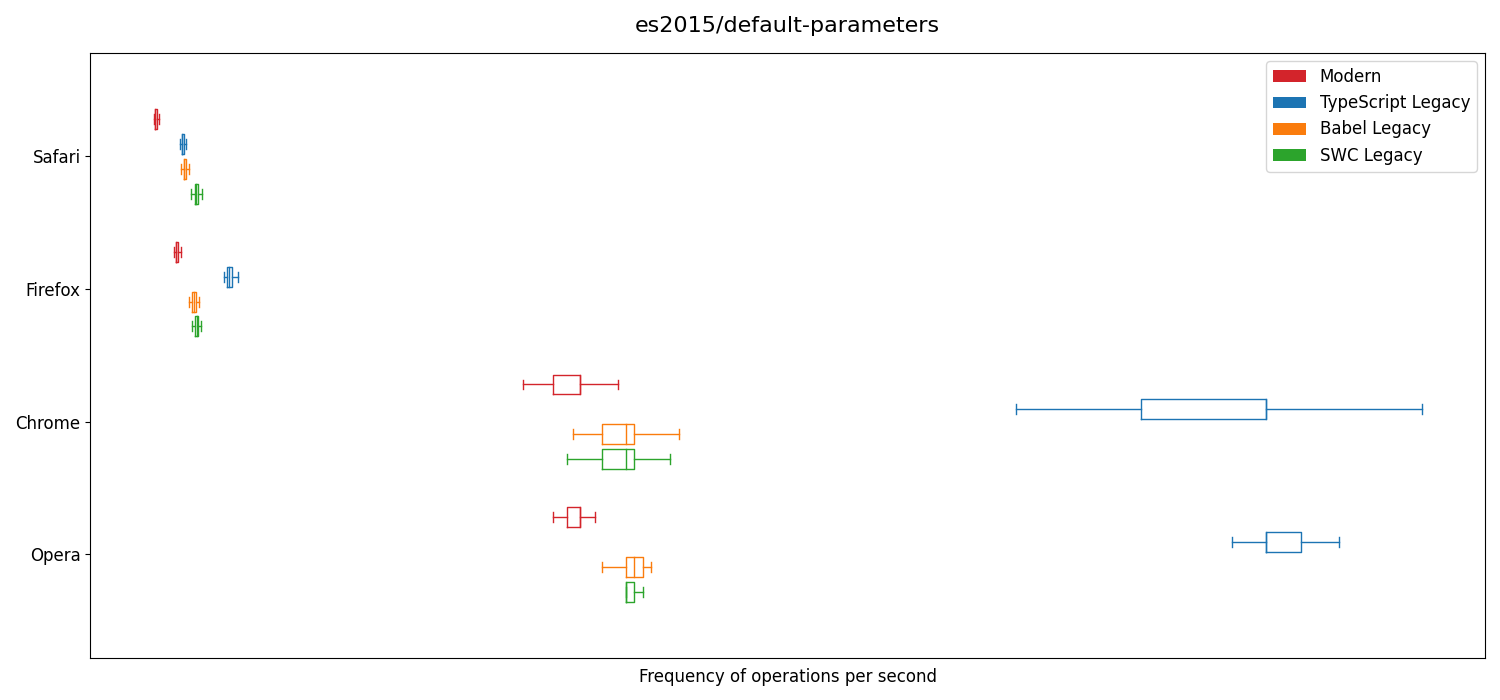 es2015/default-parameters
Modern
TypeScript Legacy
Babel Legacy
SWC Legacy
Safari
Firefox
Chrome
Opera
Frequency of operations per second